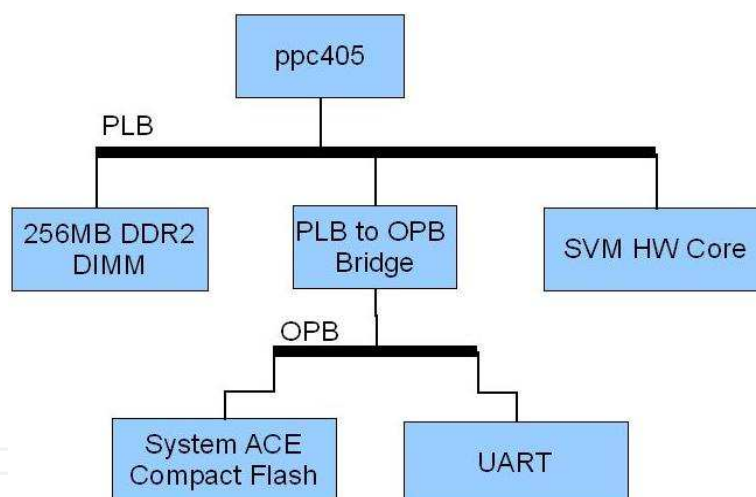 ppc405
PLB
256MB DDR2
DIMM
PLB to OPB
Bridge
SVM HW Core
OPB
System ACE
Compact Flash
UART